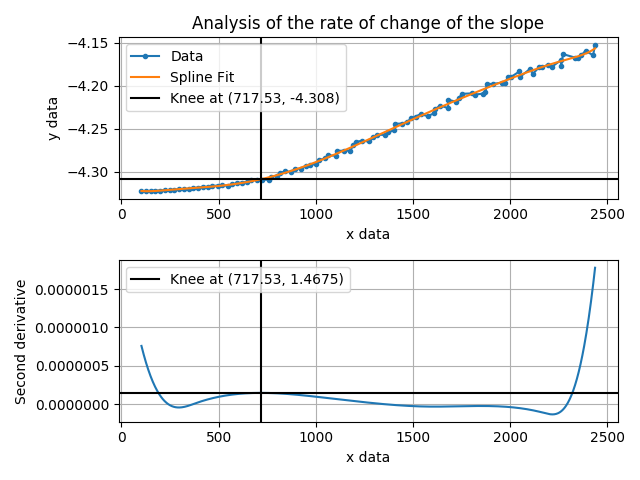 Analysis of the rate of change of the slope
−4.15
−4.20
−4.25
−4.30
y data
Data
Spline Fit
Knee at (717.53, -4.308)
0
500
1000
1500
2000
2500
x data
0.0000015
0.0000010
0.0000005
0.0000000
Second derivative
Knee at (717.53, 1.4675)
0
500
1000
1500
2000
2500
x data